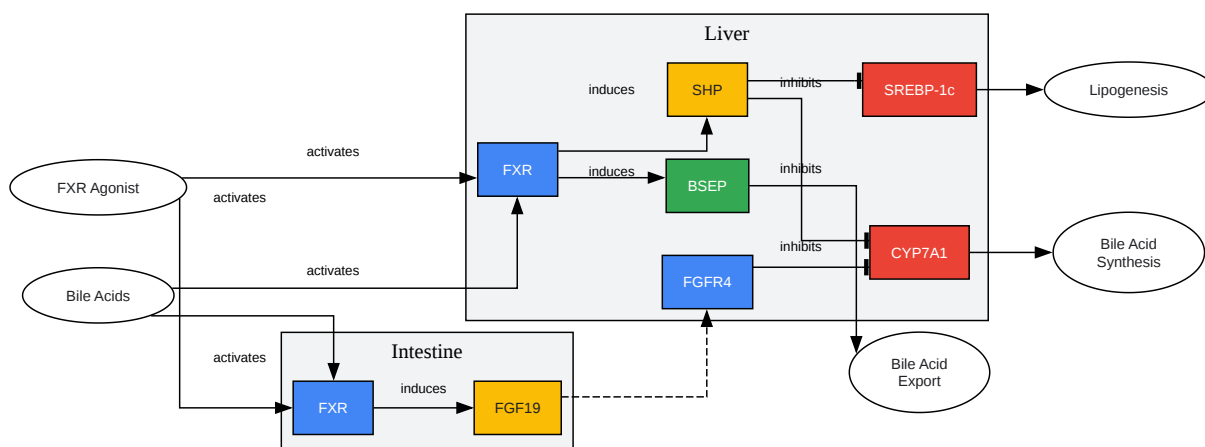 Liver
SHP
inhibits
SREBP-1c
Lipogenesis
induces
activates
FXR
induces
BSEP
inhibits
FXR Agonist
activates
inhibits
CYP7A1
Bile Acid
Synthesis
activates
FGFR4
Bile Acids
Intestine
activates
Bile Acid
Export
induces
FXR
FGF19